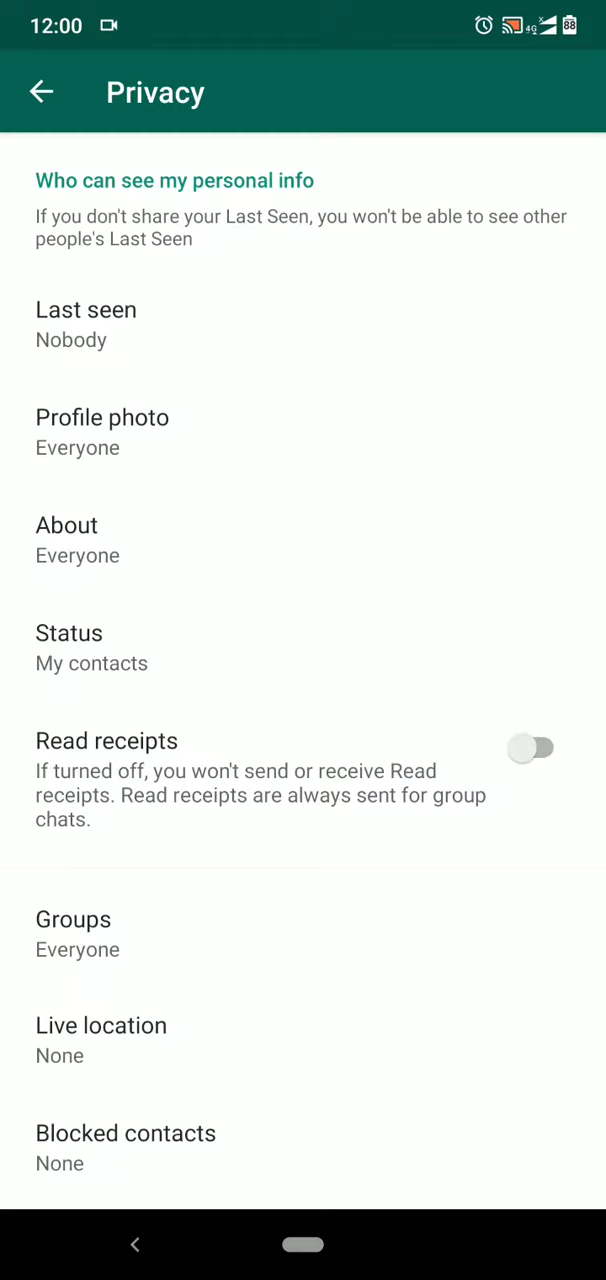 12:00
4G
88
Privacy
Who can see my personal info
If you don't share your Last Seen, you won't be able to see other
people's Last Seen
Last seen
Nobody
Profile photo
Everyone
About
Everyone
Status
My contacts
Read receipts
If turned off, you won't send or receive Read
receipts. Read receipts are always sent for group
chats.
Groups
Everyone
Live location
None
Blocked contacts
None